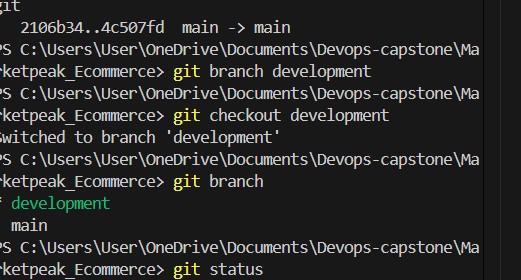 git
2106b34..4c507fd  main -> main
PS C:\Users\User\OneDrive\Documents\Devops-capstone\Ma
rketpeak_Ecommerce> git branch development
PS C:\Users\User\OneDrive\Documents\Devops-capstone\Ma
rketpeak_Ecommerce> git checkout development
Switched to branch 'development'
PS C:\Users\User\OneDrive\Documents\Devops-capstone\Ma
rketpeak_Ecommerce> git branch
* development
main
PS C:\Users\User\OneDrive\Documents\Devops-capstone\Ma
rketpeak_Ecommerce> git status